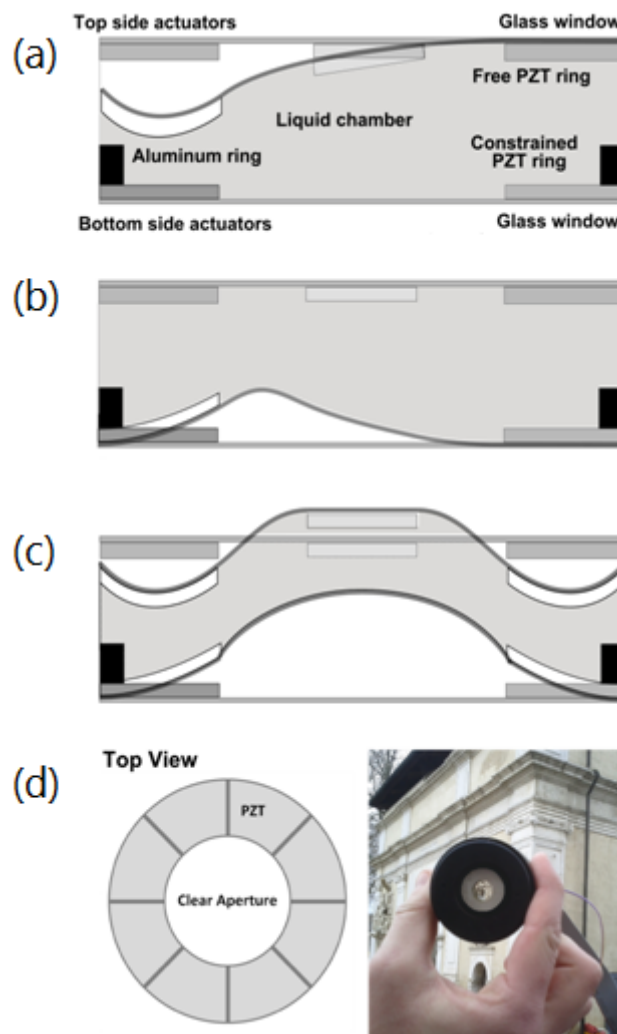 Top side actuators
Glass window
(a)
Free PZT ring
Liquid chamber
Constrained
PZT ring
Aluminum ring
Bottom side actuators
Glass window
(b)
(c)
(d)
Top View
PZT
Clear Aperture